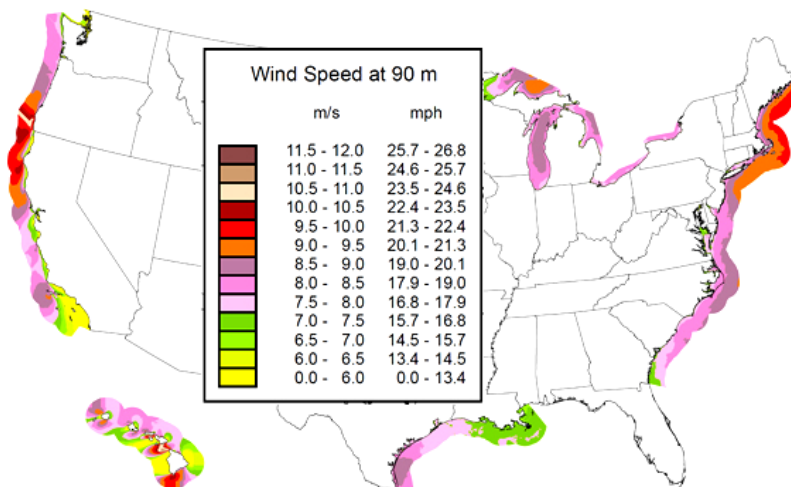 Wind Speed at 90 m
m/s mph
11.5 - 12.0 25.7 - 26.8
11.0 - 11.5 24.6 - 25.7
10.5 - 11.0 23.5 - 24.6
10.0 - 10.5 22.4 - 23.5
9.5 - 10.0 21.3 - 22.4
9.0 - 9.5 20.1 - 21.3
8.5 - 9.0 19.0 - 20.1
8.0 - 8.5 17.9 - 19.0
7.5 - 8.0 16.8 - 17.9
7.0 - 7.5 15.7 - 16.8
6.5 - 7.0 14.5 - 15.7
6.0 - 6.5 13.4 - 14.5
0.0 - 6.0 0.0 - 13.4